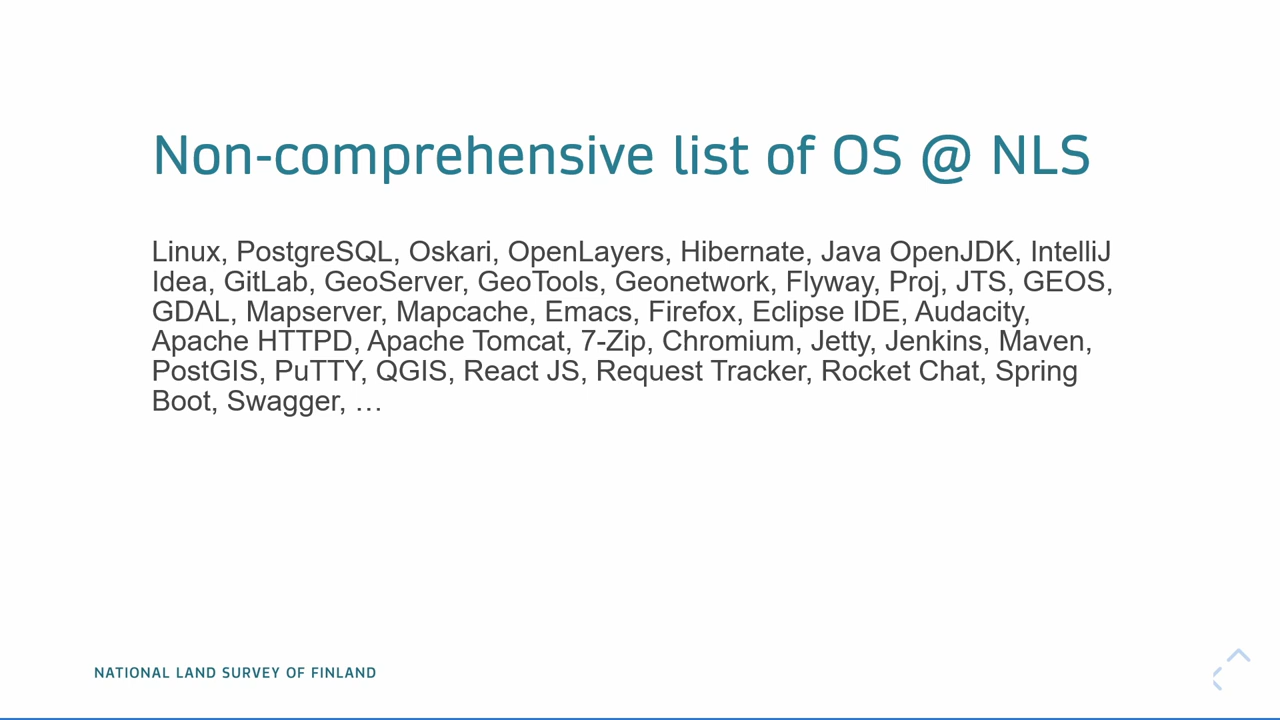 Non-comprehensive list of OS @ NLS
Linux, PostgreSQL, Oskari, OpenLayers, Hibernate, Java OpenJDK, IntelliJ
Idea, GitLab, GeoServer, GeoTools, Geonetwork, Flyway, Proj, JTS, GEOS,
GDAL, Mapserver, Mapcache, Emacs, Firefox, Eclipse IDE, Audacity,
Apache HTTPD, Apache Tomcat, 7-Zip, Chromium, Jetty, Jenkins, Maven,
PostGIS, PuTTY, QGIS, React JS, Request Tracker, Rocket Chat, Spring
Boot, Swagger, …
NATIONAL LAND SURVEY OF FINLAND